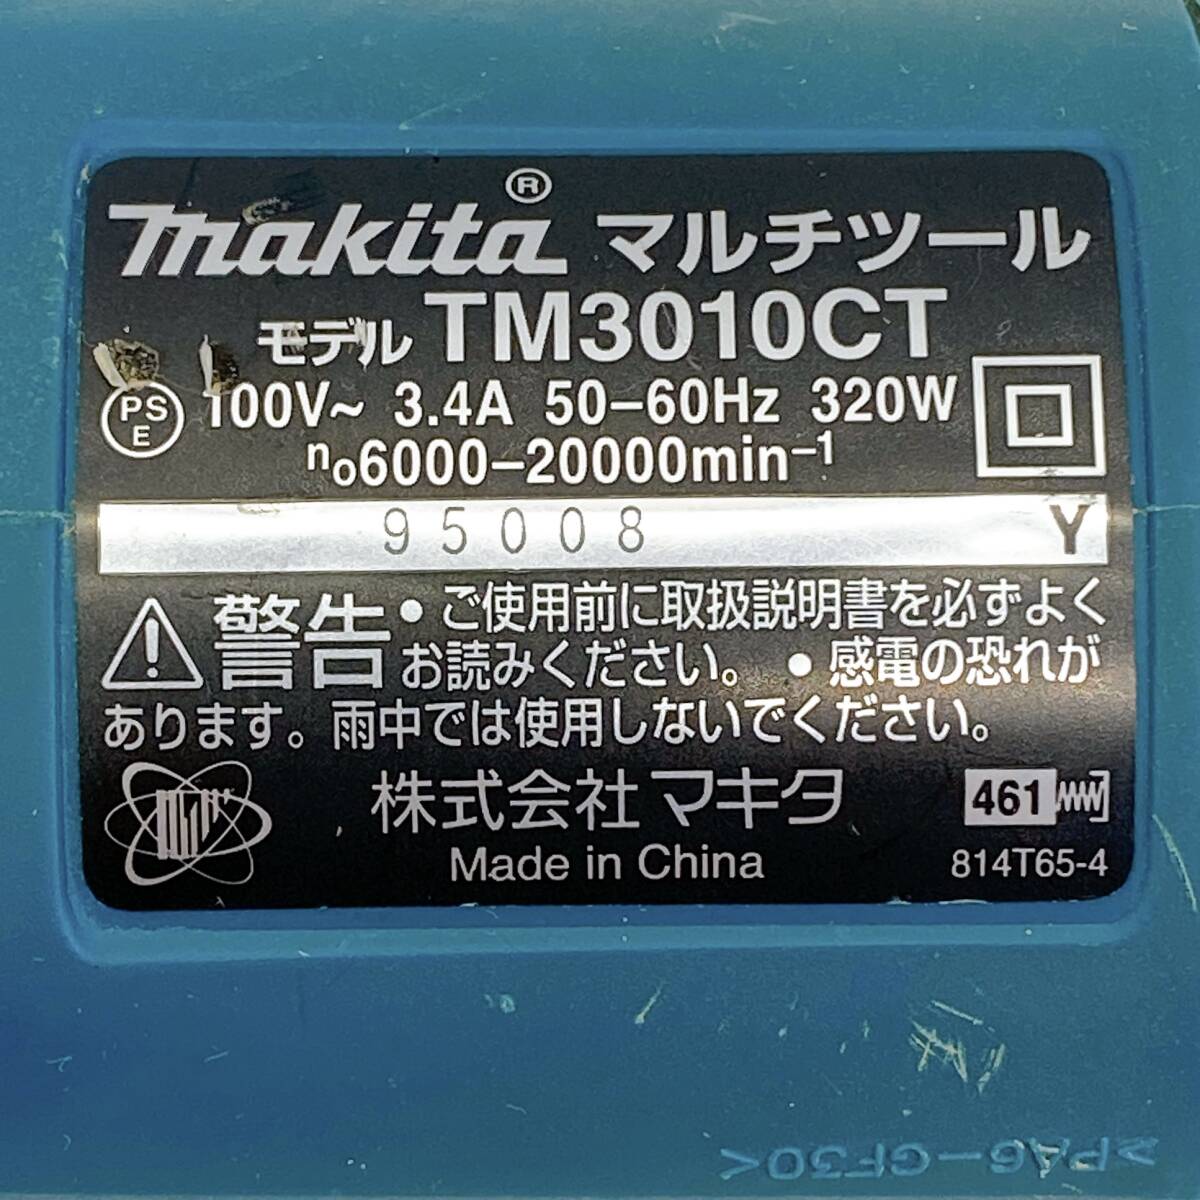 makita® マルチツール
モデル TM3010CT
PS E 100V~ 3.4A 50-60Hz 320W
n₀6000-20000min⁻¹
95008 Y
警告 • ご使用前に取扱説明書を必ずよく
お読みください。 • 感電の恐れが
あります。雨中では使用しないでください。
株式会社マキタ 461
Made in China 814T65-4
>PA6-GF30<